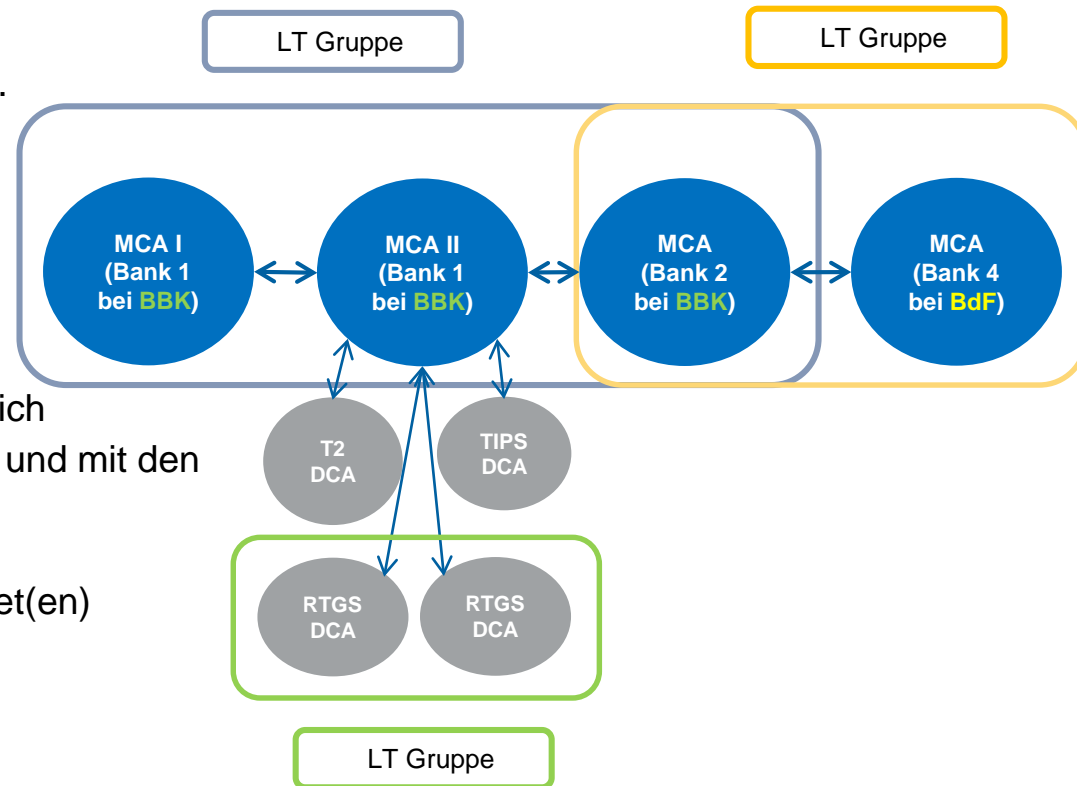 LT Gruppe
LT Gruppe
.
MCA I
(Bank 1
bei BBK)
MCA II
(Bank 1
bei BBK)
MCA
(Bank 2
bei BBK)
MCA
(Bank 4
bei BdF)
ich
und mit den
et(en)
T2
DCA
TIPS
DCA
RTGS
DCA
RTGS
DCA
LT Gruppe